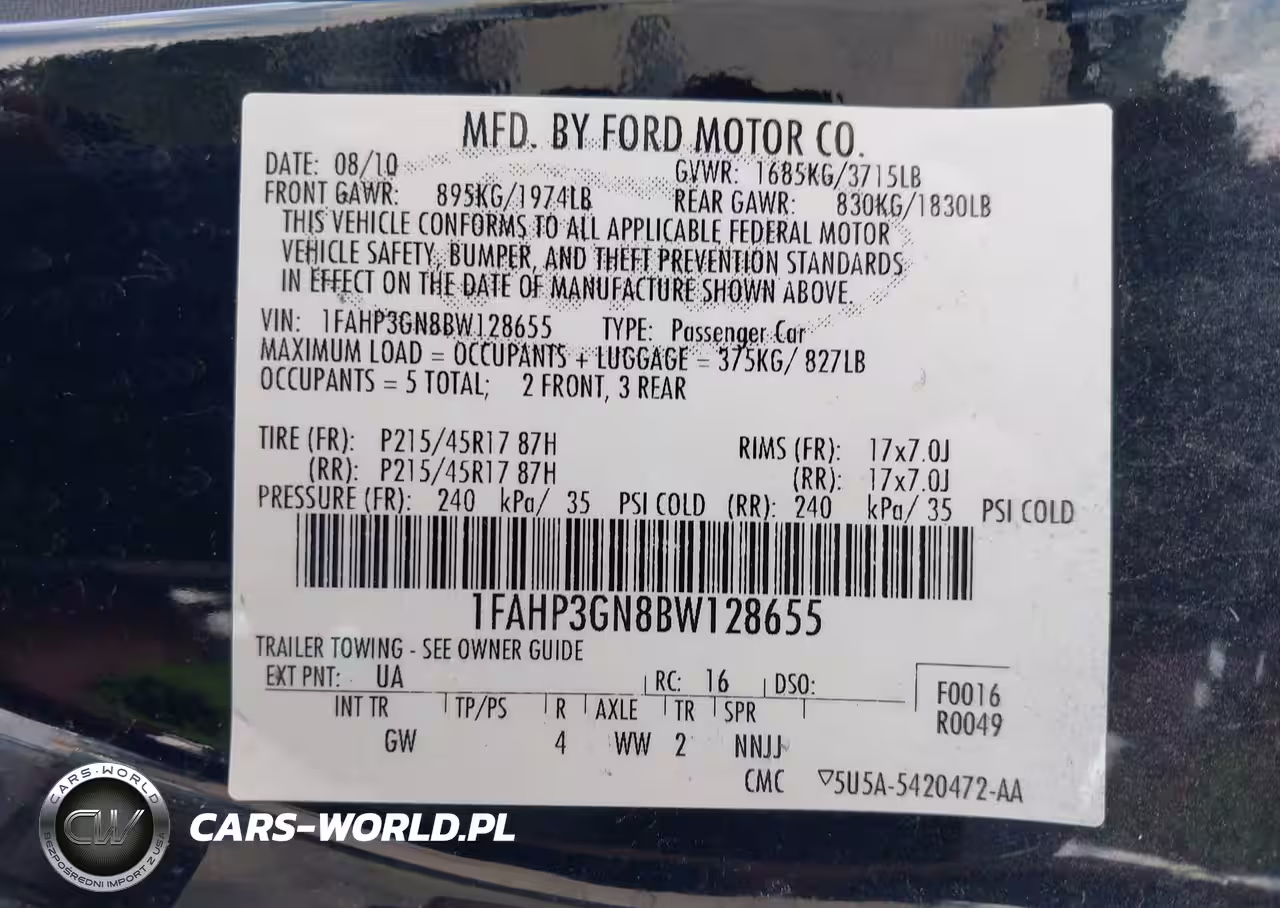 MFD. BY FORD MOTOR CO.
DATE: 08/10 GVWR: 1685KG/3715LB
FRONT GAWR: 895KG/1974LB REAR GAWR: 830KG/1830LB
THIS VEHICLE CONFORMS TO ALL APPLICABLE FEDERAL MOTOR
VEHICLE SAFETY, BUMPER, AND THEFT PREVENTION STANDARDS
IN EFFECT ON THE DATE OF MANUFACTURE SHOWN ABOVE.
VIN: 1FAHP3GN8BW128655 TYPE: Passenger Car
MAXIMUM LOAD = OCCUPANTS + LUGGAGE = 375KG/ 827LB
OCCUPANTS = 5 TOTAL; 2 FRONT, 3 REAR
TIRE (FR): P215/45R17 87H RIMS (FR): 17x7.0J
(RR): P215/45R17 87H (RR): 17x7.0J
PRESSURE (FR): 240 kPa/ 35 PSI COLD (RR): 240 kPa/ 35 PSI COLD
1FAHP3GN8BW128655
TRAILER TOWING - SEE OWNER GUIDE
EXT PNT: UA RC: 16 DSO: F0016
INT TR TP/PS R AXLE TR SPR R0049
GW 4 WW 2 NNJJ
CMC ▽5U5A-5420472-AA
CARS-WORLD
CW
BEZPOŚREDNI IMPORT Z USA
CARS-WORLD.PL